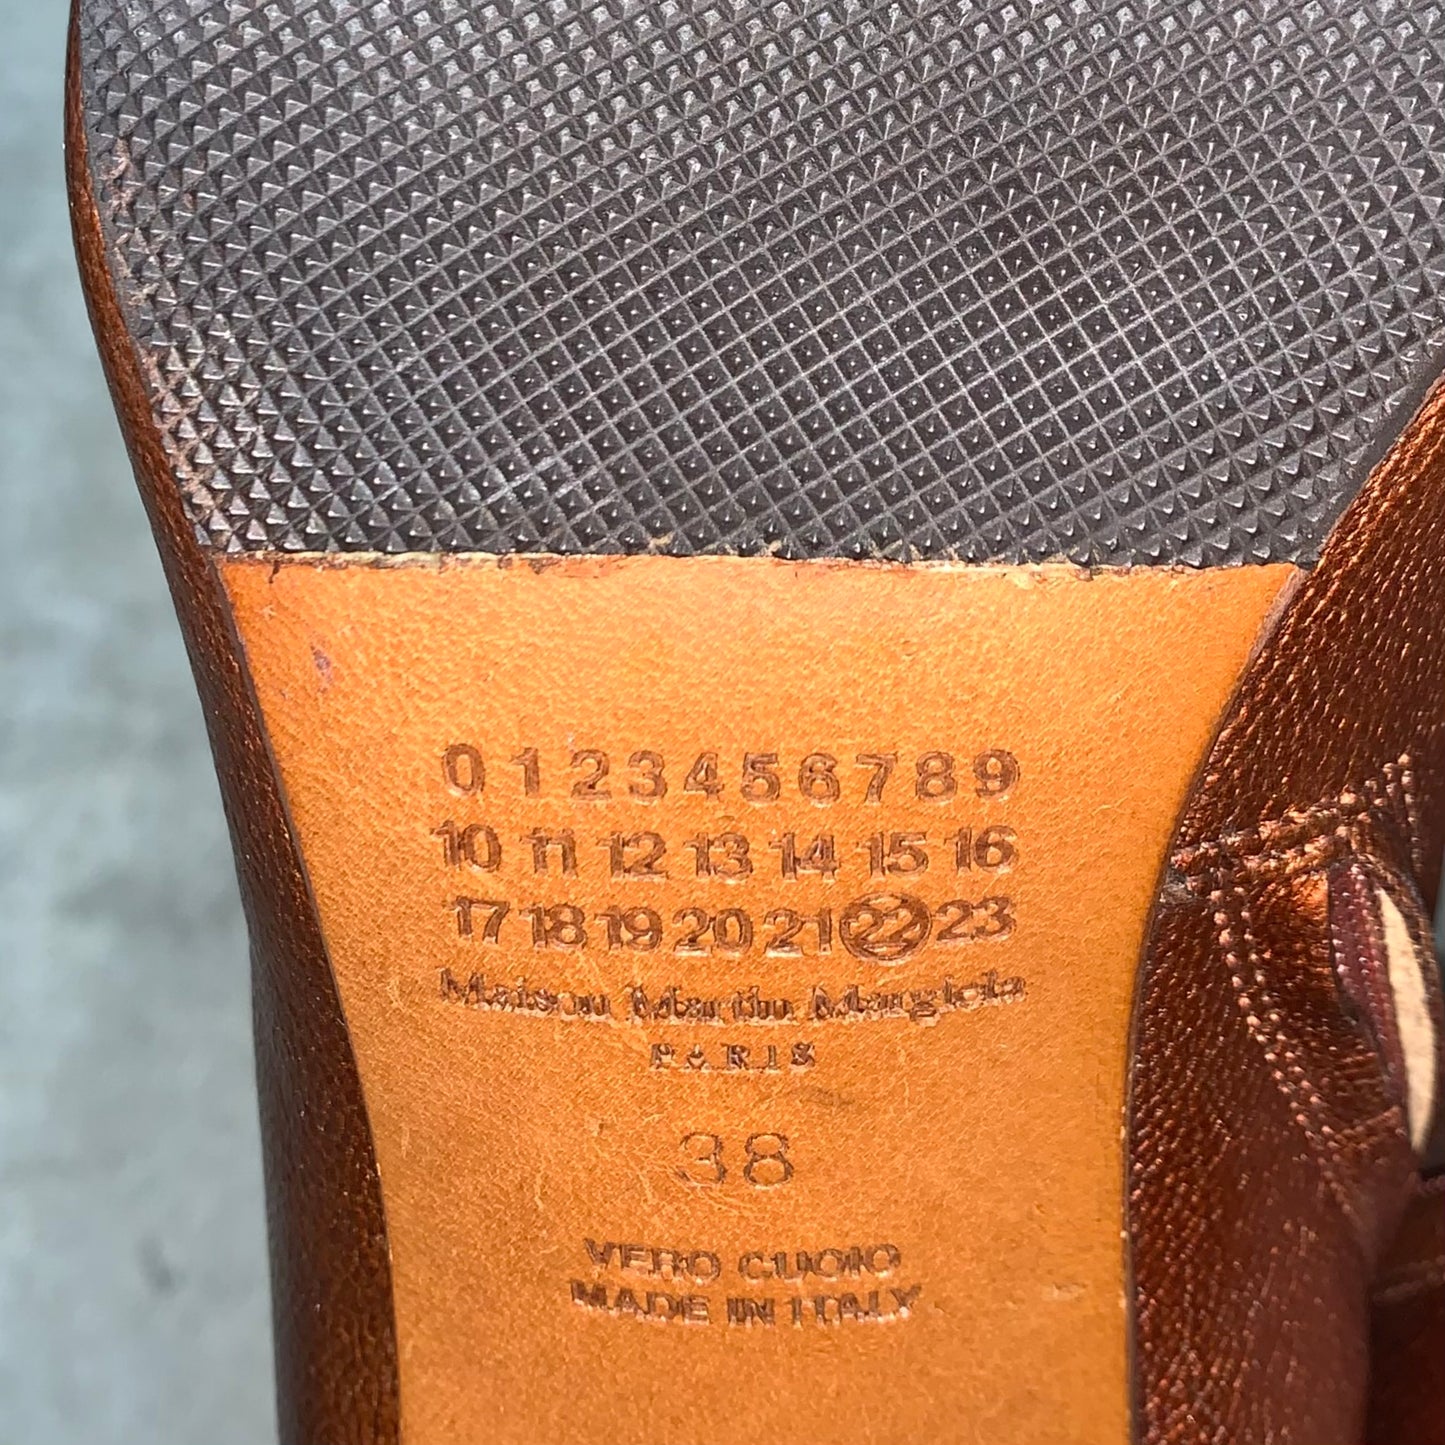 0 1 2 3 4 5 6 7 8 9
10 11 12 13 14 15 16
17 18 19 20 21 22 23
Maison Martin Margiela
PARIS
38
VERO CUOIO
MADE IN ITALY